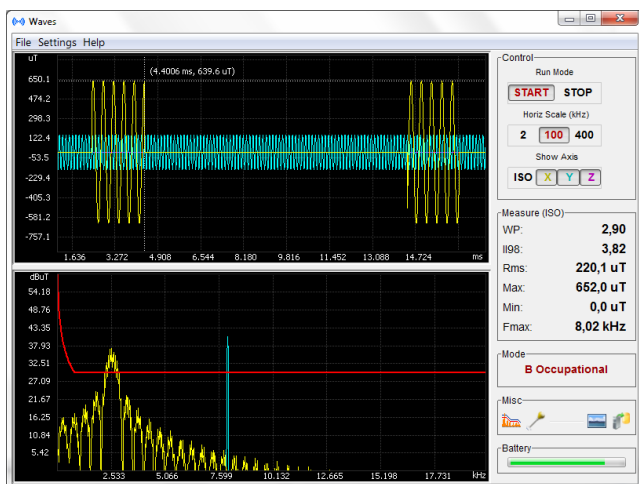 Waves
File Settings Help
uT
650.1
474.2
298.3
122.4
-53.5
-229.4
-405.3
-581.2
-757.1
(4.4006 ms, 639.6 uT)
1.636 3.272 4.908 6.544 8.180 9.816 11.452 13.088 14.724 ms
dBuT
54.18
48.76
43.35
37.93
32.51
27.09
21.67
16.25
10.84
5.42
2.533 5.066 7.599 10.132 12.665 15.198 17.731 kHz
Control
Run Mode
START STOP
Horiz Scale (kHz)
2 100 400
Show Axis
ISO X Y Z
Measure (ISO)
WP: 2,90
II98: 3,82
Rms: 220,1 uT
Max: 652,0 uT
Min: 0,0 uT
Fmax: 8,02 kHz
Mode
B Occupational
Misc
Battery